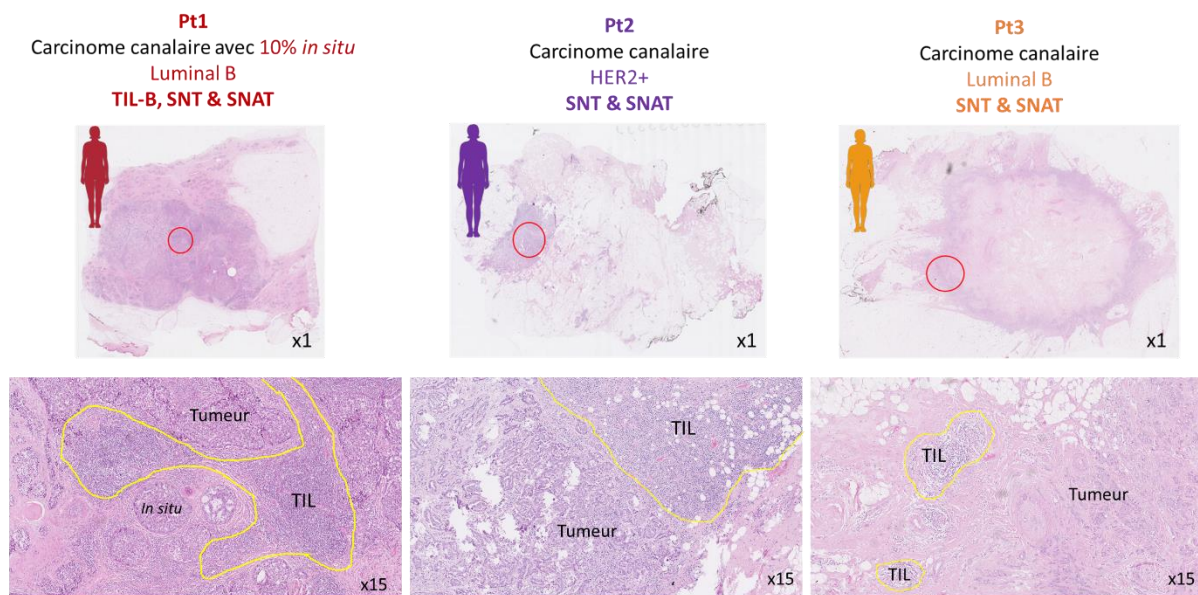 Pt1
Carcinome canalaire avec 10% in situ
Luminal B
TIL-B, SNT & SNAT
x1
Pt2
Carcinome canalaire
HER2+
SNT & SNAT
x1
Pt3
Carcinome canalaire
Luminal B
SNT & SNAT
x1
Tumeur
In situ
TIL
x15
TIL
Tumeur
x15
TIL
Tumeur
TIL
x15